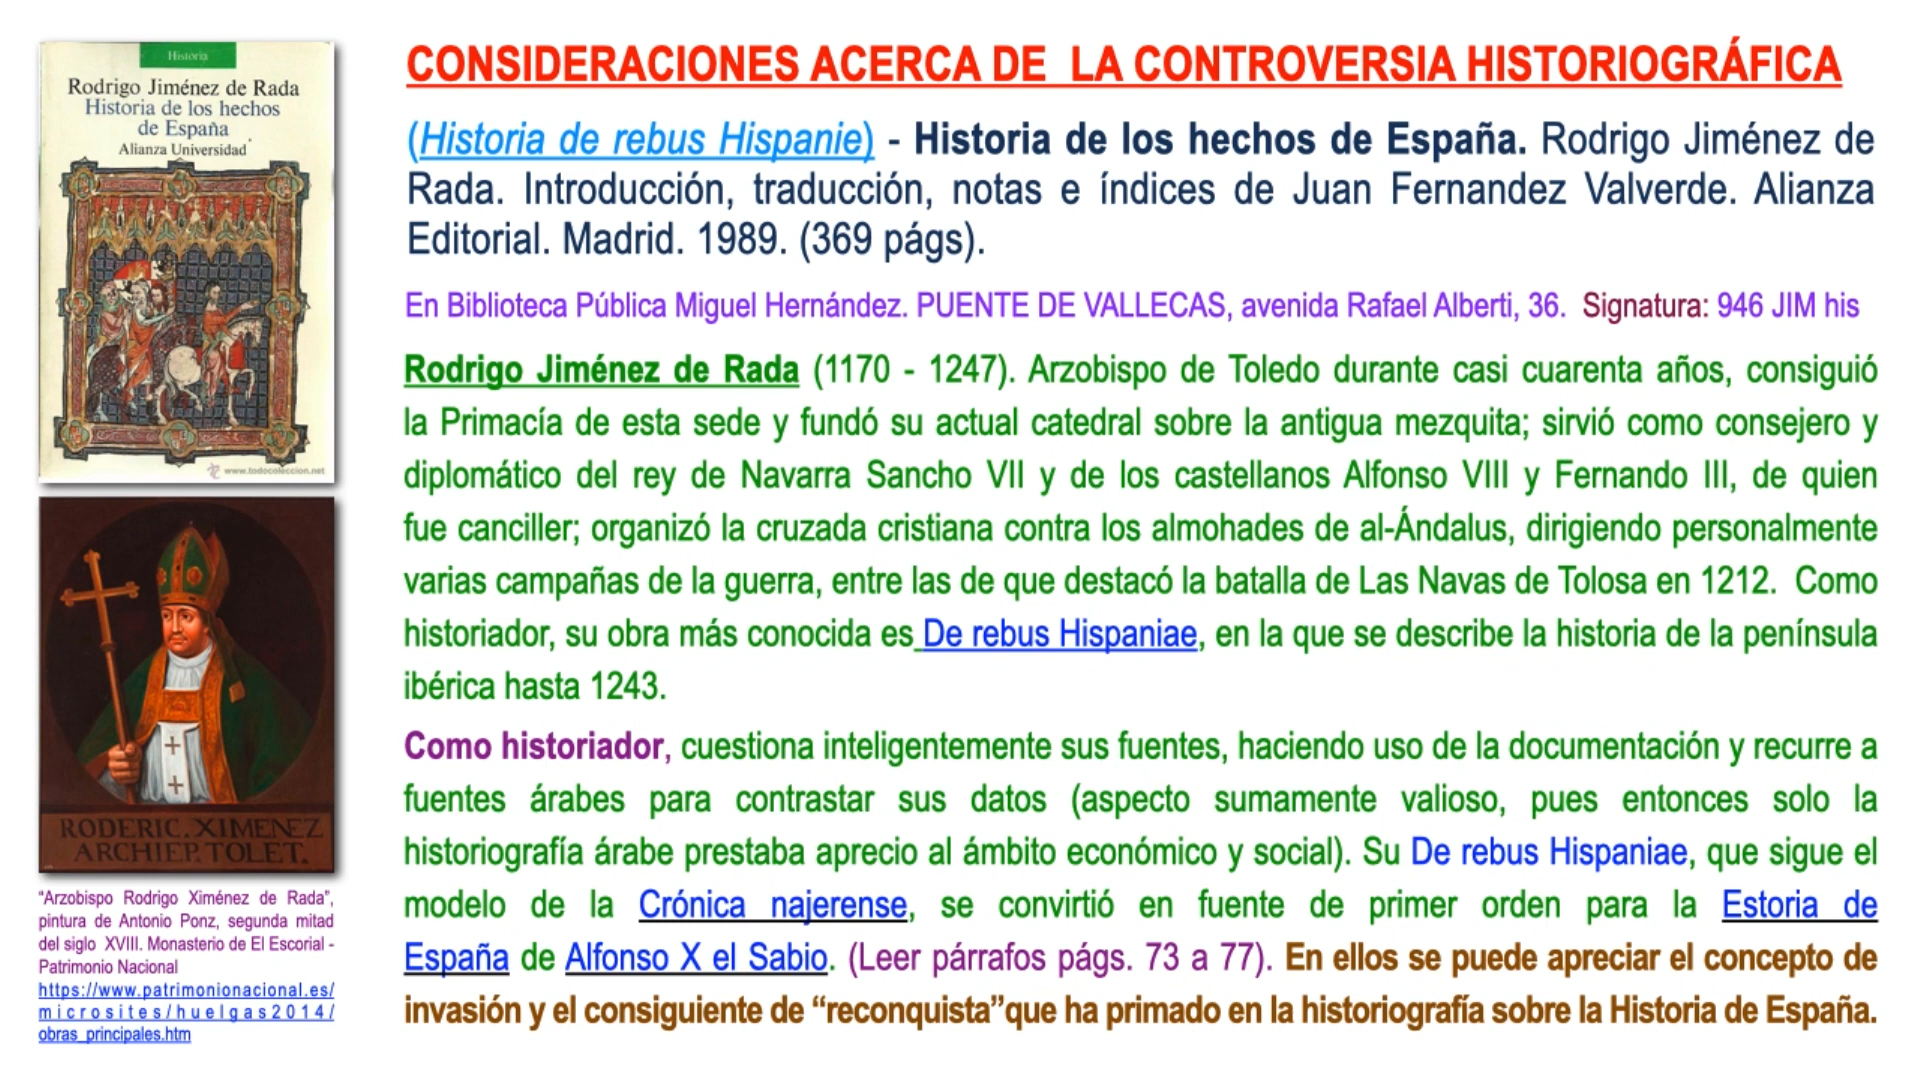 Historia
Rodrigo Jiménez de Rada
Historia de los hechos
de España
Alianza Universidad
www.todocoleccion.net
RODERIC. XIMENEZ
ARCHIEP. TOLET.
“Arzobispo Rodrigo Ximénez de Rada”,
pintura de Antonio Ponz, segunda mitad
del siglo XVIII. Monasterio de El Escorial -
Patrimonio Nacional
https://www.patrimonionacional.es/
microsites/huelgas2014/
obras_principales.htm
CONSIDERACIONES ACERCA DE LA CONTROVERSIA HISTORIOGRÁFICA
(Historia de rebus Hispanie) - Historia de los hechos de España. Rodrigo Jiménez de
Rada. Introducción, traducción, notas e índices de Juan Fernandez Valverde. Alianza
Editorial. Madrid. 1989. (369 págs).
En Biblioteca Pública Miguel Hernández. PUENTE DE VALLECAS, avenida Rafael Alberti, 36. Signatura: 946 JIM his
Rodrigo Jiménez de Rada (1170 - 1247). Arzobispo de Toledo durante casi cuarenta años, consiguió
la Primacía de esta sede y fundó su actual catedral sobre la antigua mezquita; sirvió como consejero y
diplomático del rey de Navarra Sancho VII y de los castellanos Alfonso VIII y Fernando III, de quien
fue canciller; organizó la cruzada cristiana contra los almohades de al-Ándalus, dirigiendo personalmente
varias campañas de la guerra, entre las de que destacó la batalla de Las Navas de Tolosa en 1212. Como
historiador, su obra más conocida es De rebus Hispaniae, en la que se describe la historia de la península
ibérica hasta 1243.
Como historiador, cuestiona inteligentemente sus fuentes, haciendo uso de la documentación y recurre a
fuentes árabes para contrastar sus datos (aspecto sumamente valioso, pues entonces solo la
historiografía árabe prestaba aprecio al ámbito económico y social). Su De rebus Hispaniae, que sigue el
modelo de la Crónica najerense, se convirtió en fuente de primer orden para la Estoria de
España de Alfonso X el Sabio. (Leer párrafos págs. 73 a 77). En ellos se puede apreciar el concepto de
invasión y el consiguiente de “reconquista”que ha primado en la historiografía sobre la Historia de España.